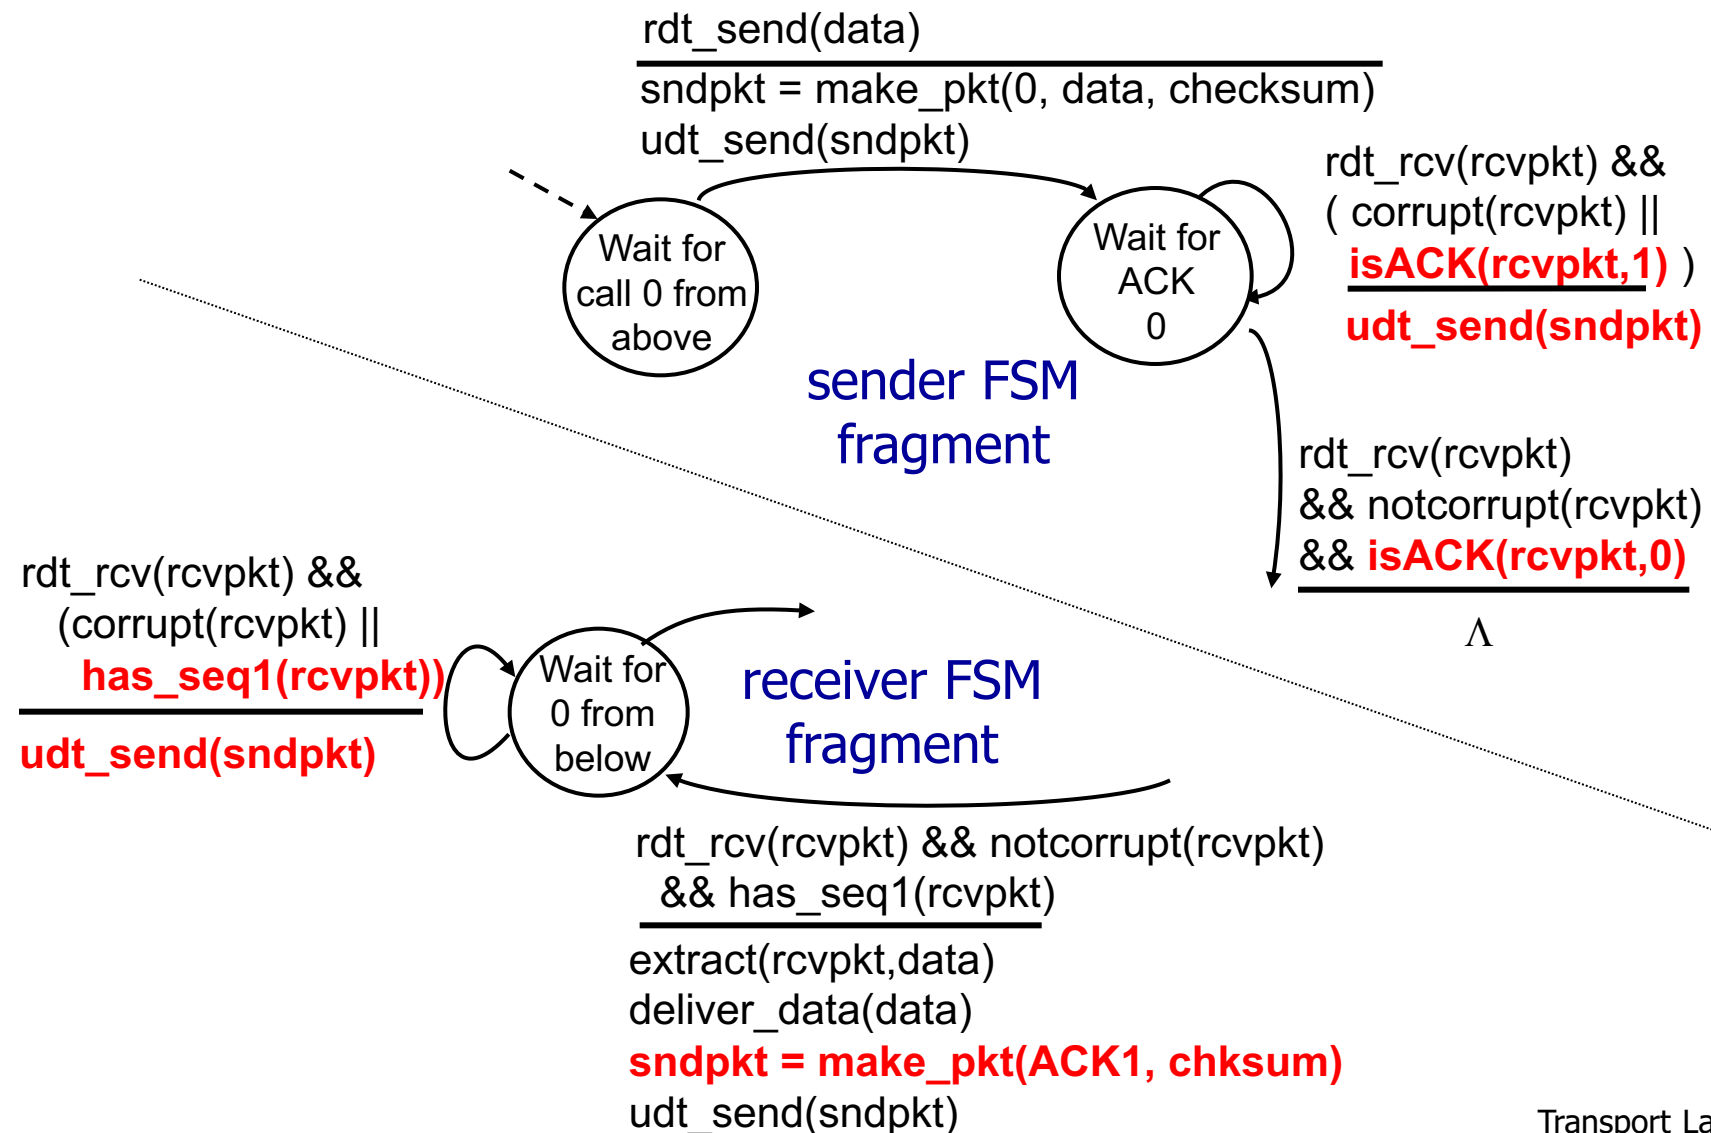 rdt_send(data)
sndpkt = make_pkt(0, data, checksum)
udt_send(sndpkt)
Wait for
call 0 from
above
Wait for
ACK
0
rdt_rcv(rcvpkt) &&
( corrupt(rcvpkt) ||
isACK(rcvpkt,1) )
udt_send(sndpkt)
sender FSM
fragment
rdt_rcv(rcvpkt)
&& notcorrupt(rcvpkt)
&& isACK(rcvpkt,0)
Λ
rdt_rcv(rcvpkt) &&
(corrupt(rcvpkt) ||
has_seq1(rcvpkt))
udt_send(sndpkt)
Wait for
0 from
below
receiver FSM
fragment
rdt_rcv(rcvpkt) && notcorrupt(rcvpkt)
&& has_seq1(rcvpkt)
extract(rcvpkt,data)
deliver_data(data)
sndpkt = make_pkt(ACK1, chksum)
udt_send(sndpkt)
Transport La